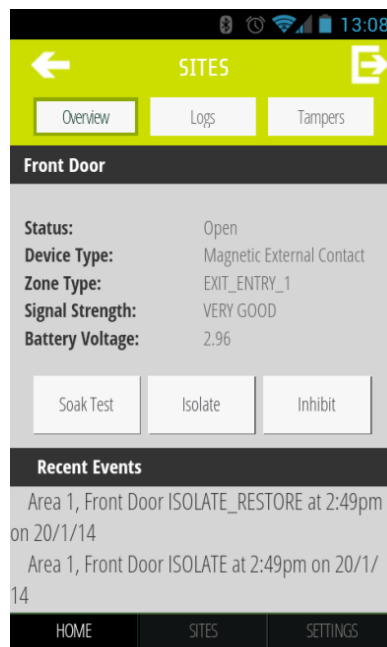 13:08
SITES
Overview Logs Tampers
Front Door
Status: Open
Device Type: Magnetic External Contact
Zone Type: EXIT_ENTRY_1
Signal Strength: VERY GOOD
Battery Voltage: 2.96
Soak Test Isolate Inhibit
Recent Events
Area 1, Front Door ISOLATE_RESTORE at 2:49pm
on 20/1/14
Area 1, Front Door ISOLATE at 2:49pm on 20/1/
14
HOME SITES SETTINGS